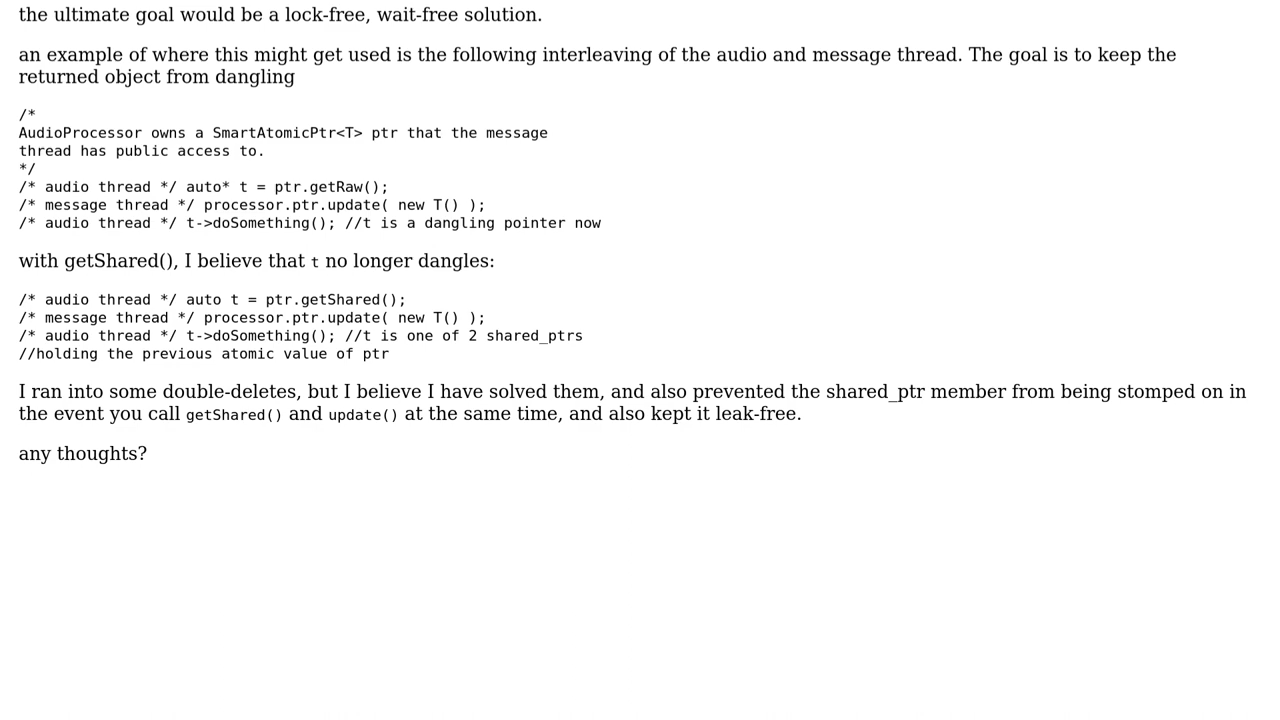 the ultimate goal would be a lock-free, wait-free solution.
an example of where this might get used is the following interleaving of the audio and message thread. The goal is to keep the
returned object from dangling
/*
AudioProcessor owns a SmartAtomicPtr<T> ptr that the message
thread has public access to.
*/
/* audio thread */ auto* t = ptr.getRaw();
/* message thread */ processor.ptr.update( new T() );
/* audio thread */ t->doSomething(); //t is a dangling pointer now
with getShared(), I believe that t no longer dangles:
/* audio thread */ auto t = ptr.getShared();
/* message thread */ processor.ptr.update( new T() );
/* audio thread */ t->doSomething(); //t is one of 2 shared_ptrs
//holding the previous atomic value of ptr
I ran into some double-deletes, but I believe I have solved them, and also prevented the shared_ptr member from being stomped on in
the event you call getShared() and update() at the same time, and also kept it leak-free.
any thoughts?